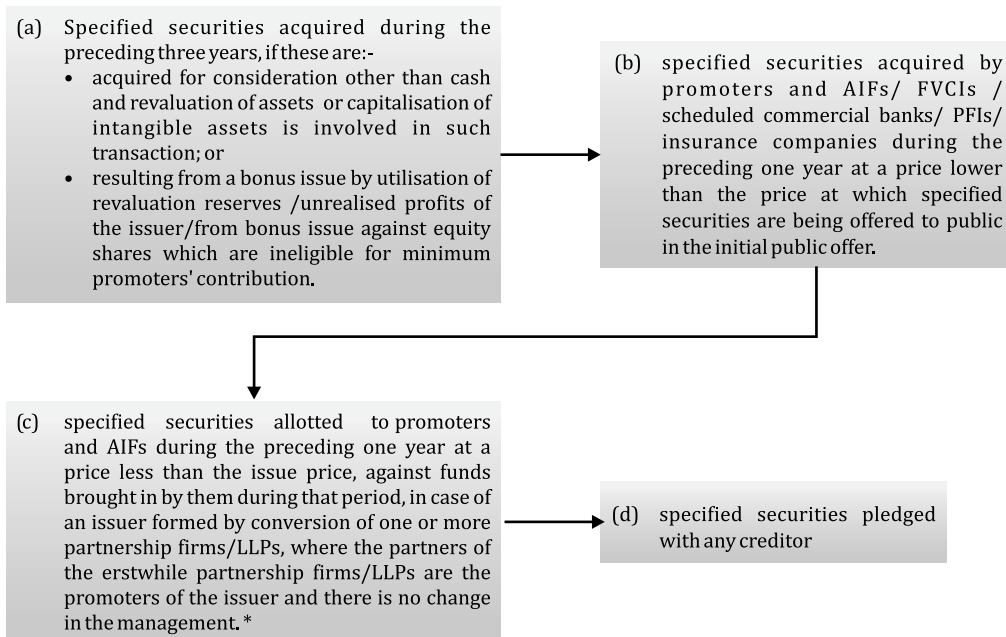 (a) Specified securities acquired during the
preceding three years, if these are:-
• acquired for consideration other than cash
and revaluation of assets or capitalisation of
intangible assets is involved in such
transaction; or
• resulting from a bonus issue by utilisation of
revaluation reserves /unrealised profits of
the issuer/from bonus issue against equity
shares which are ineligible for minimum
promoters' contribution.
(b) specified securities acquired by
promoters and AIFs/ FVCIs /
scheduled commercial banks/ PFIs/
insurance companies during the
preceding one year at a price lower
than the price at which specified
securities are being offered to public
in the initial public offer.
(c) specified securities allotted to promoters
and AIFs during the preceding one year at a
price less than the issue price, against funds
brought in by them during that period, in case of
an issuer formed by conversion of one or more
partnership firms/LLPs, where the partners of
the erstwhile partnership firms/LLPs are the
promoters of the issuer and there is no change
in the management. *
(d) specified securities pledged
with any creditor